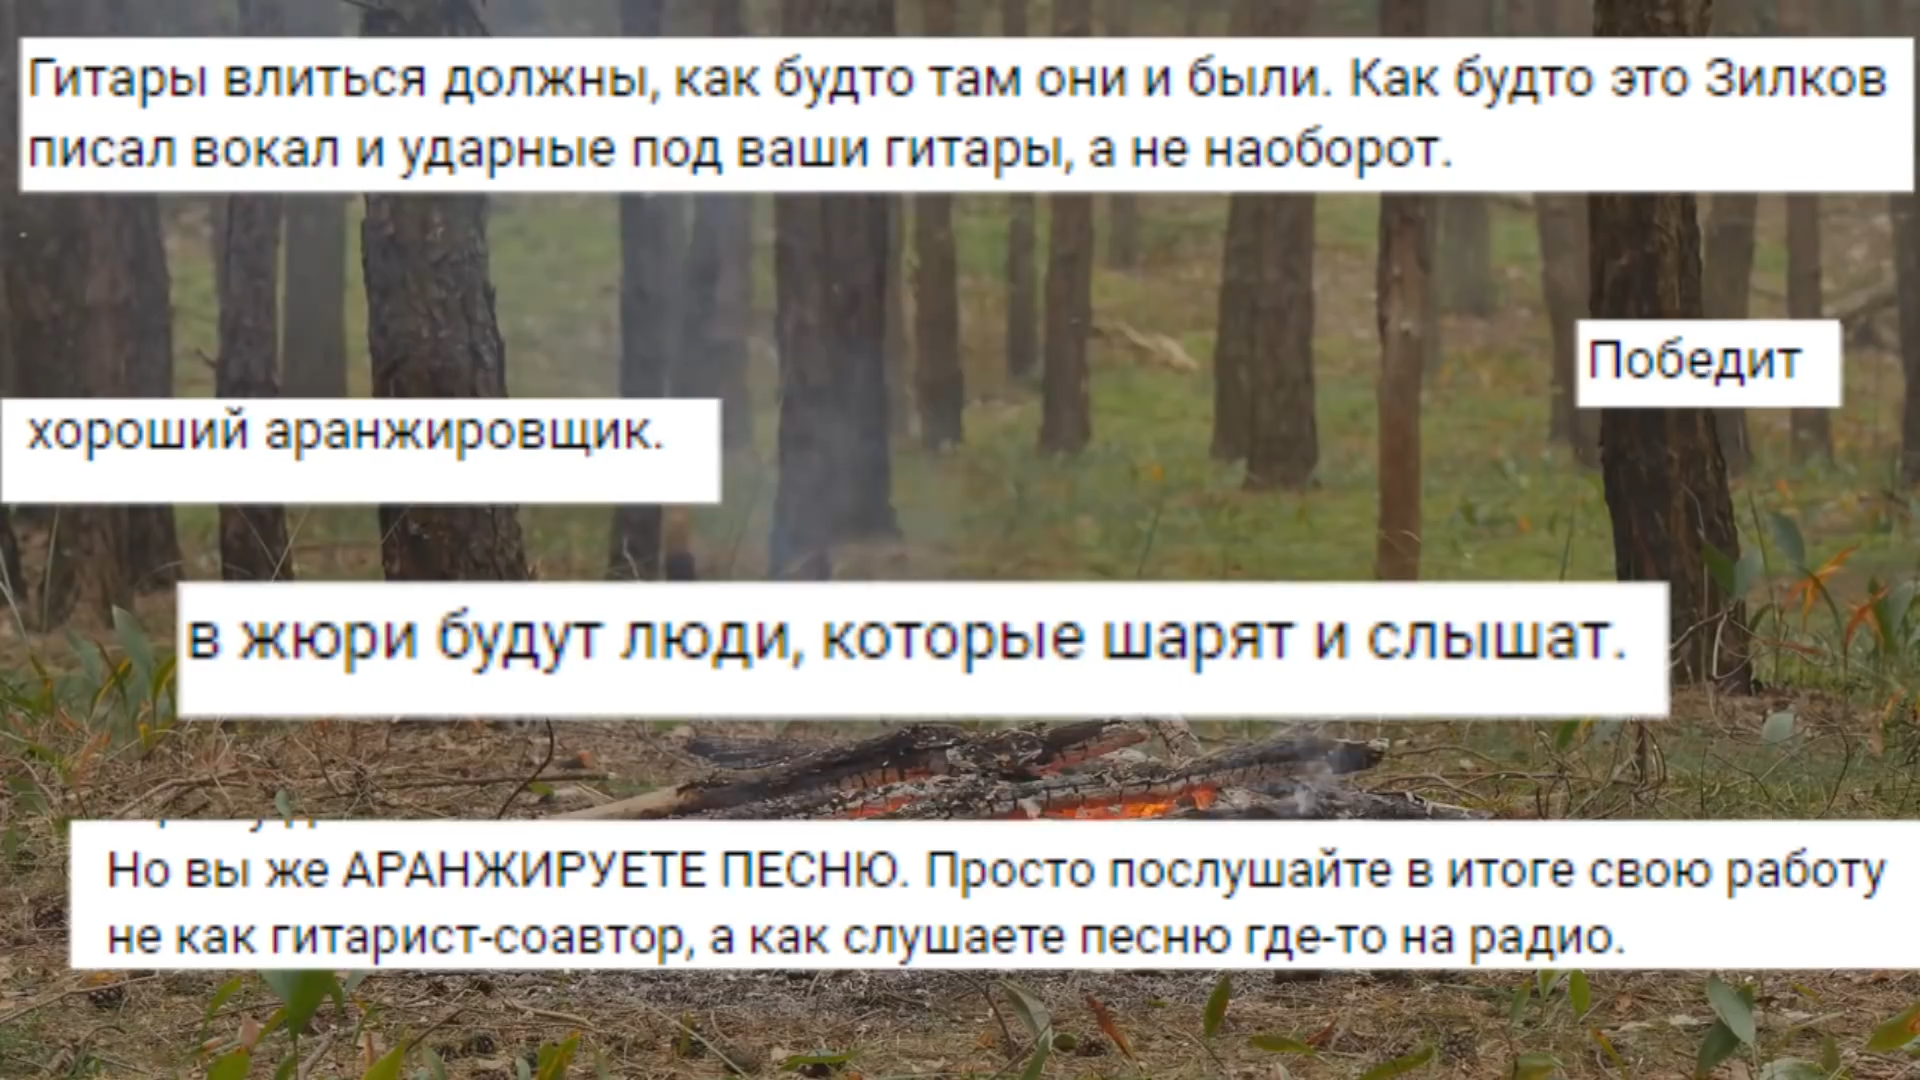 Гитары влиться должны, как будто там они и были. Как будто это Зилков
писал вокал и ударные под ваши гитары, а не наоборот.
Победит
хороший аранжировщик.
в жюри будут люди, которые шарят и слышат.
Но вы же АРАНЖИРУЕТЕ ПЕСНЮ. Просто послушайте в итоге свою работу
не как гитарист-соавтор, а как слушаете песню где-то на радио.